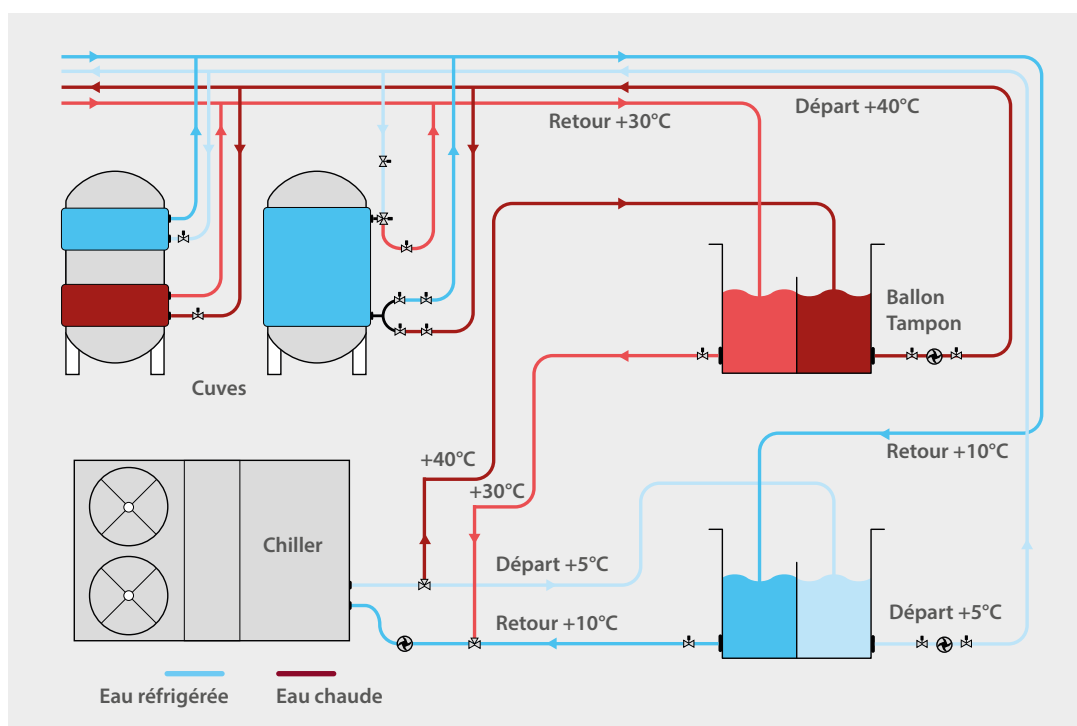 Départ +40°C
Retour +30°C
Ballon
Tampon
Cuves
Retour +10°C
+40°C
+30°C
Chiller
Départ +5°C
Départ +5°C
Retour +10°C
Eau réfrigérée
Eau chaude